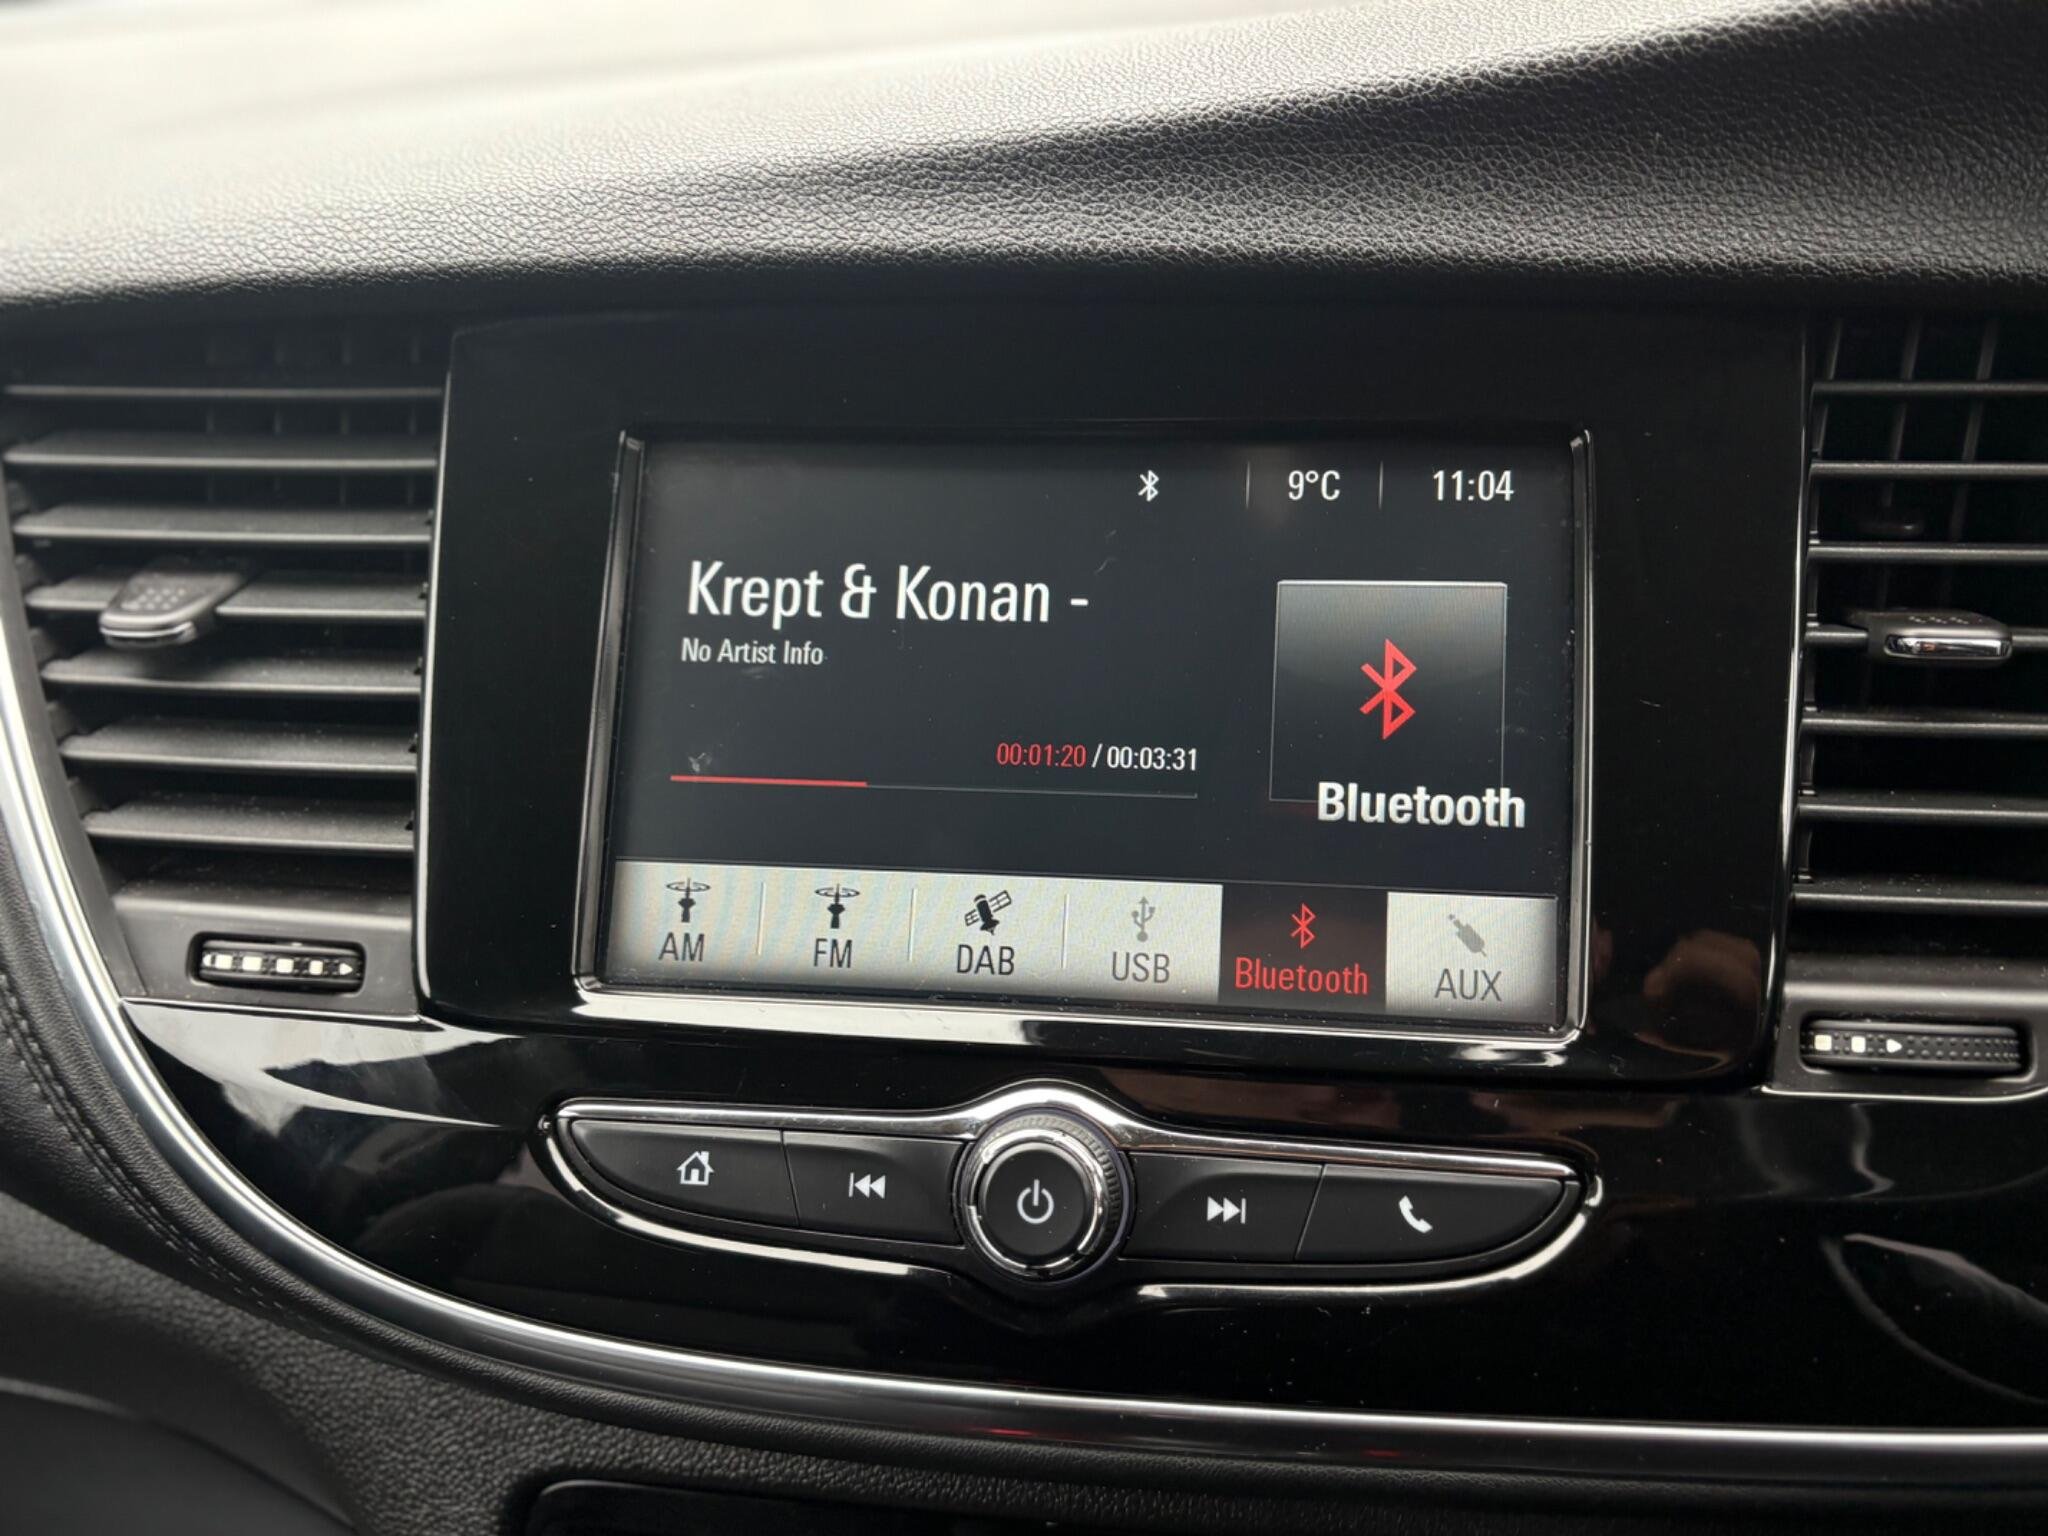 9°C 11:04
Krept & Konan -
No Artist Info
00:01:20 / 00:03:31
Bluetooth
AM FM DAB USB Bluetooth AUX